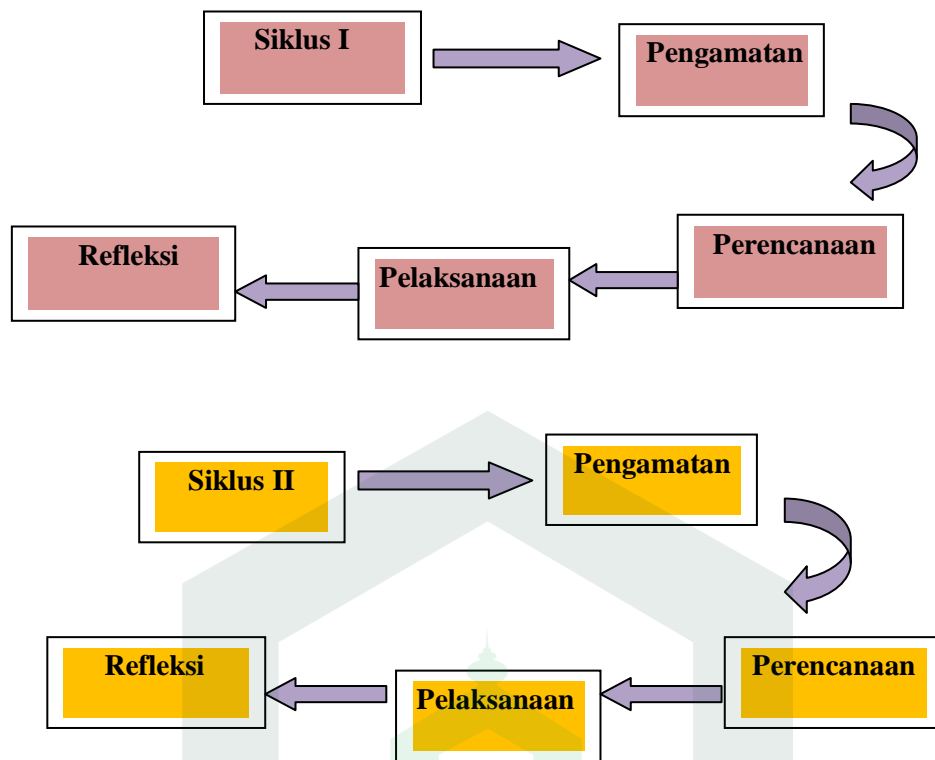 Siklus I
Pengamatan
Perencanaan
Pelaksanaan
Refleksi
Siklus II
Pengamatan
Perencanaan
Pelaksanaan
Refleksi